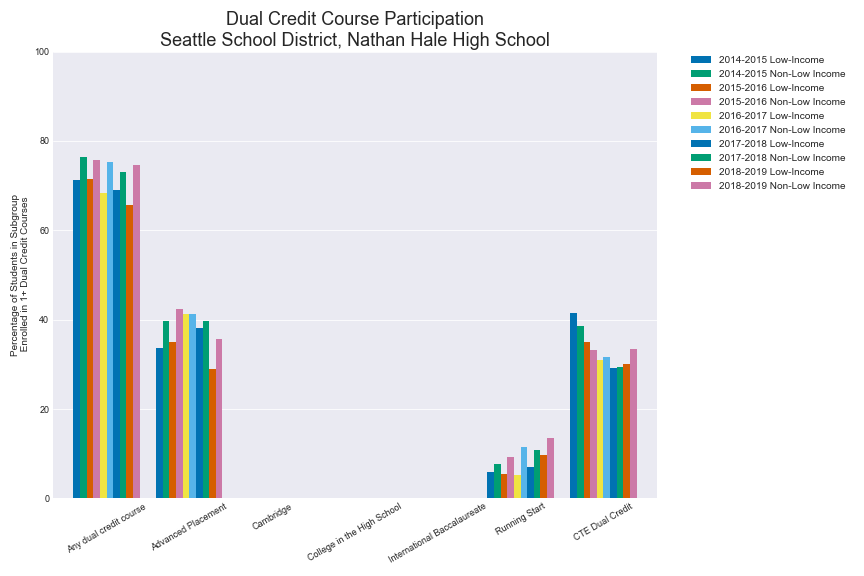 Dual Credit Course Participation
Seattle School District, Nathan Hale High School
Percentage of Students in Subgroup
Enrolled in 1+ Dual Credit Courses
100
80
60
40
20
0
Any dual credit course
Advanced Placement
Cambridge
College in the High School
International Baccalaureate
Running Start
CTE Dual Credit
2014-2015 Low-Income
2014-2015 Non-Low Income
2015-2016 Low-Income
2015-2016 Non-Low Income
2016-2017 Low-Income
2016-2017 Non-Low Income
2017-2018 Low-Income
2017-2018 Non-Low Income
2018-2019 Low-Income
2018-2019 Non-Low Income